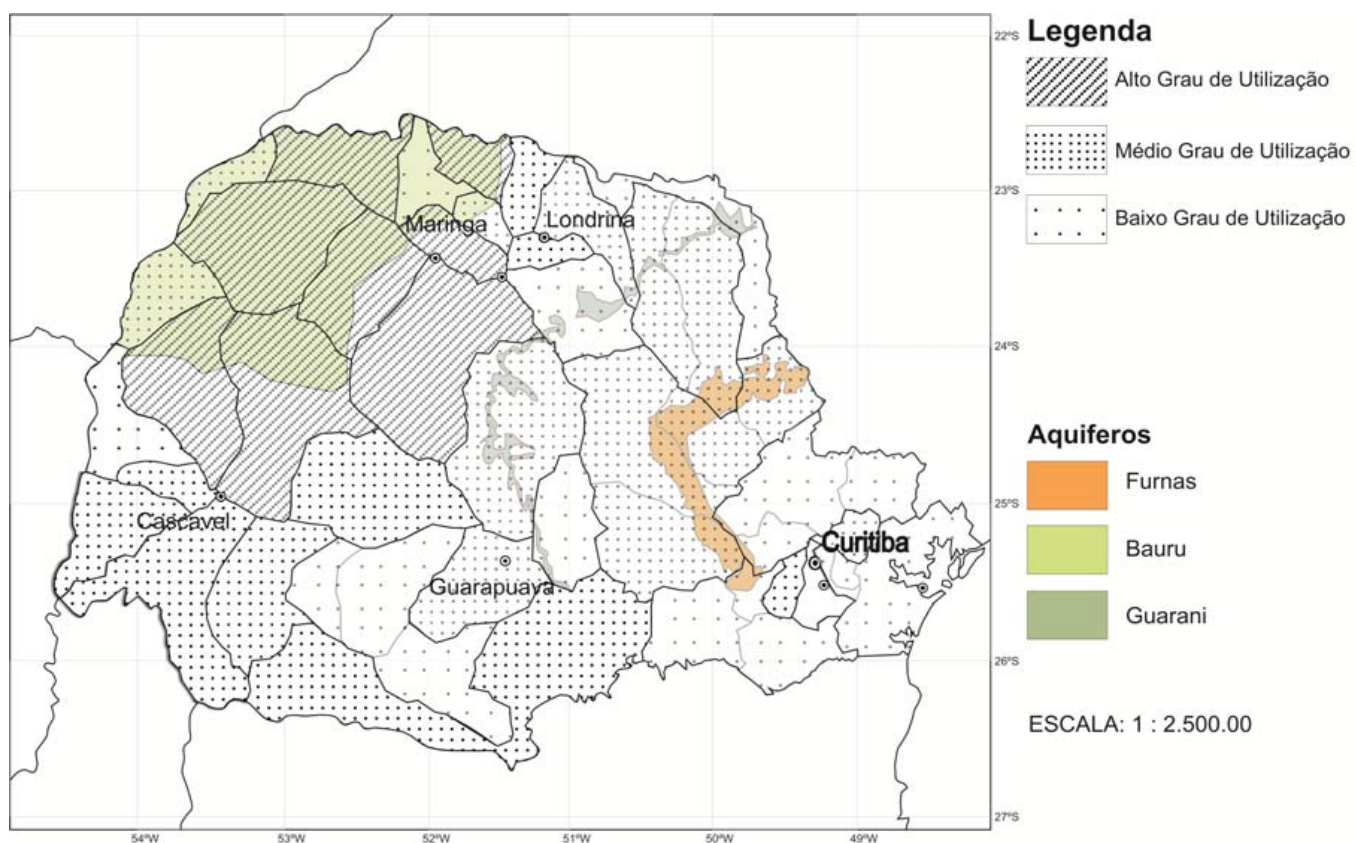 22ºS
23ºS
24ºS
25ºS
26ºS
27ºS
54ºW
53ºW
52ºW
51ºW
50ºW
49ºW
Maringa
Londrina
Cascavel
Guarapuava
Curitiba
Legenda
Alto Grau de Utilização
Médio Grau de Utilização
Baixo Grau de Utilização
Aquiferos
Furnas
Bauru
Guarani
ESCALA: 1 : 2.500.00